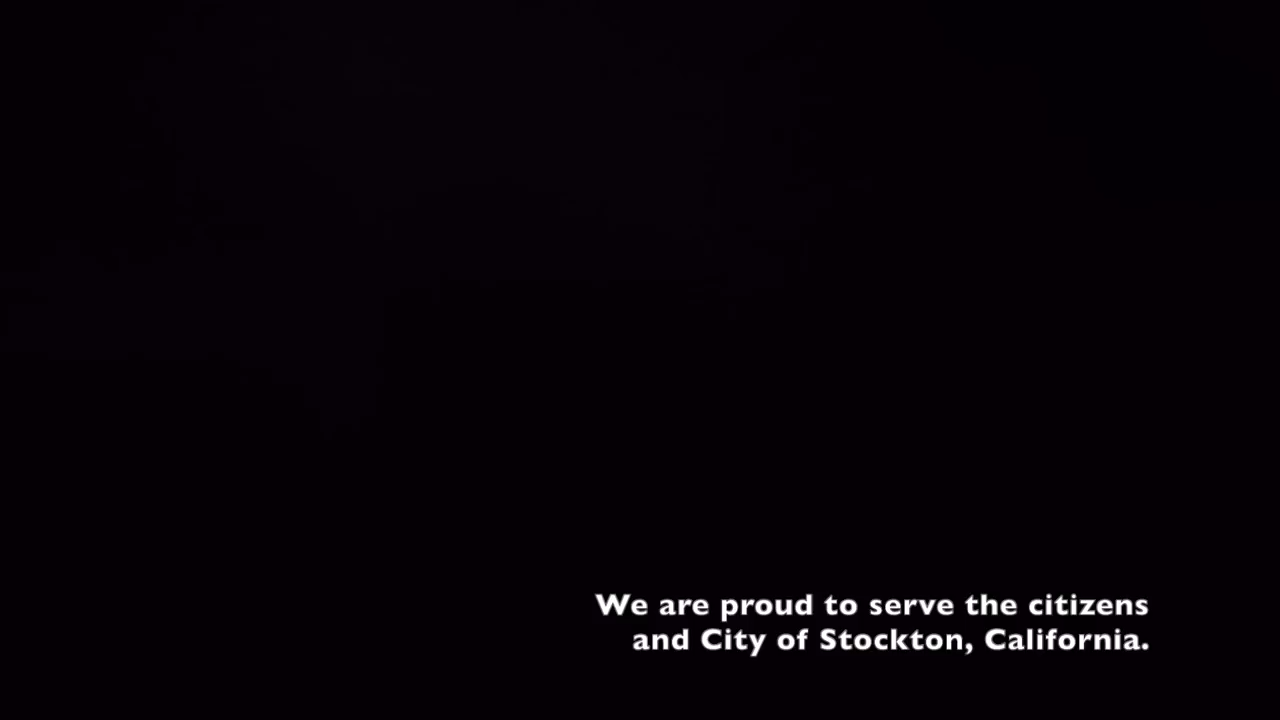 We are proud to serve the citizens
and City of Stockton, California.